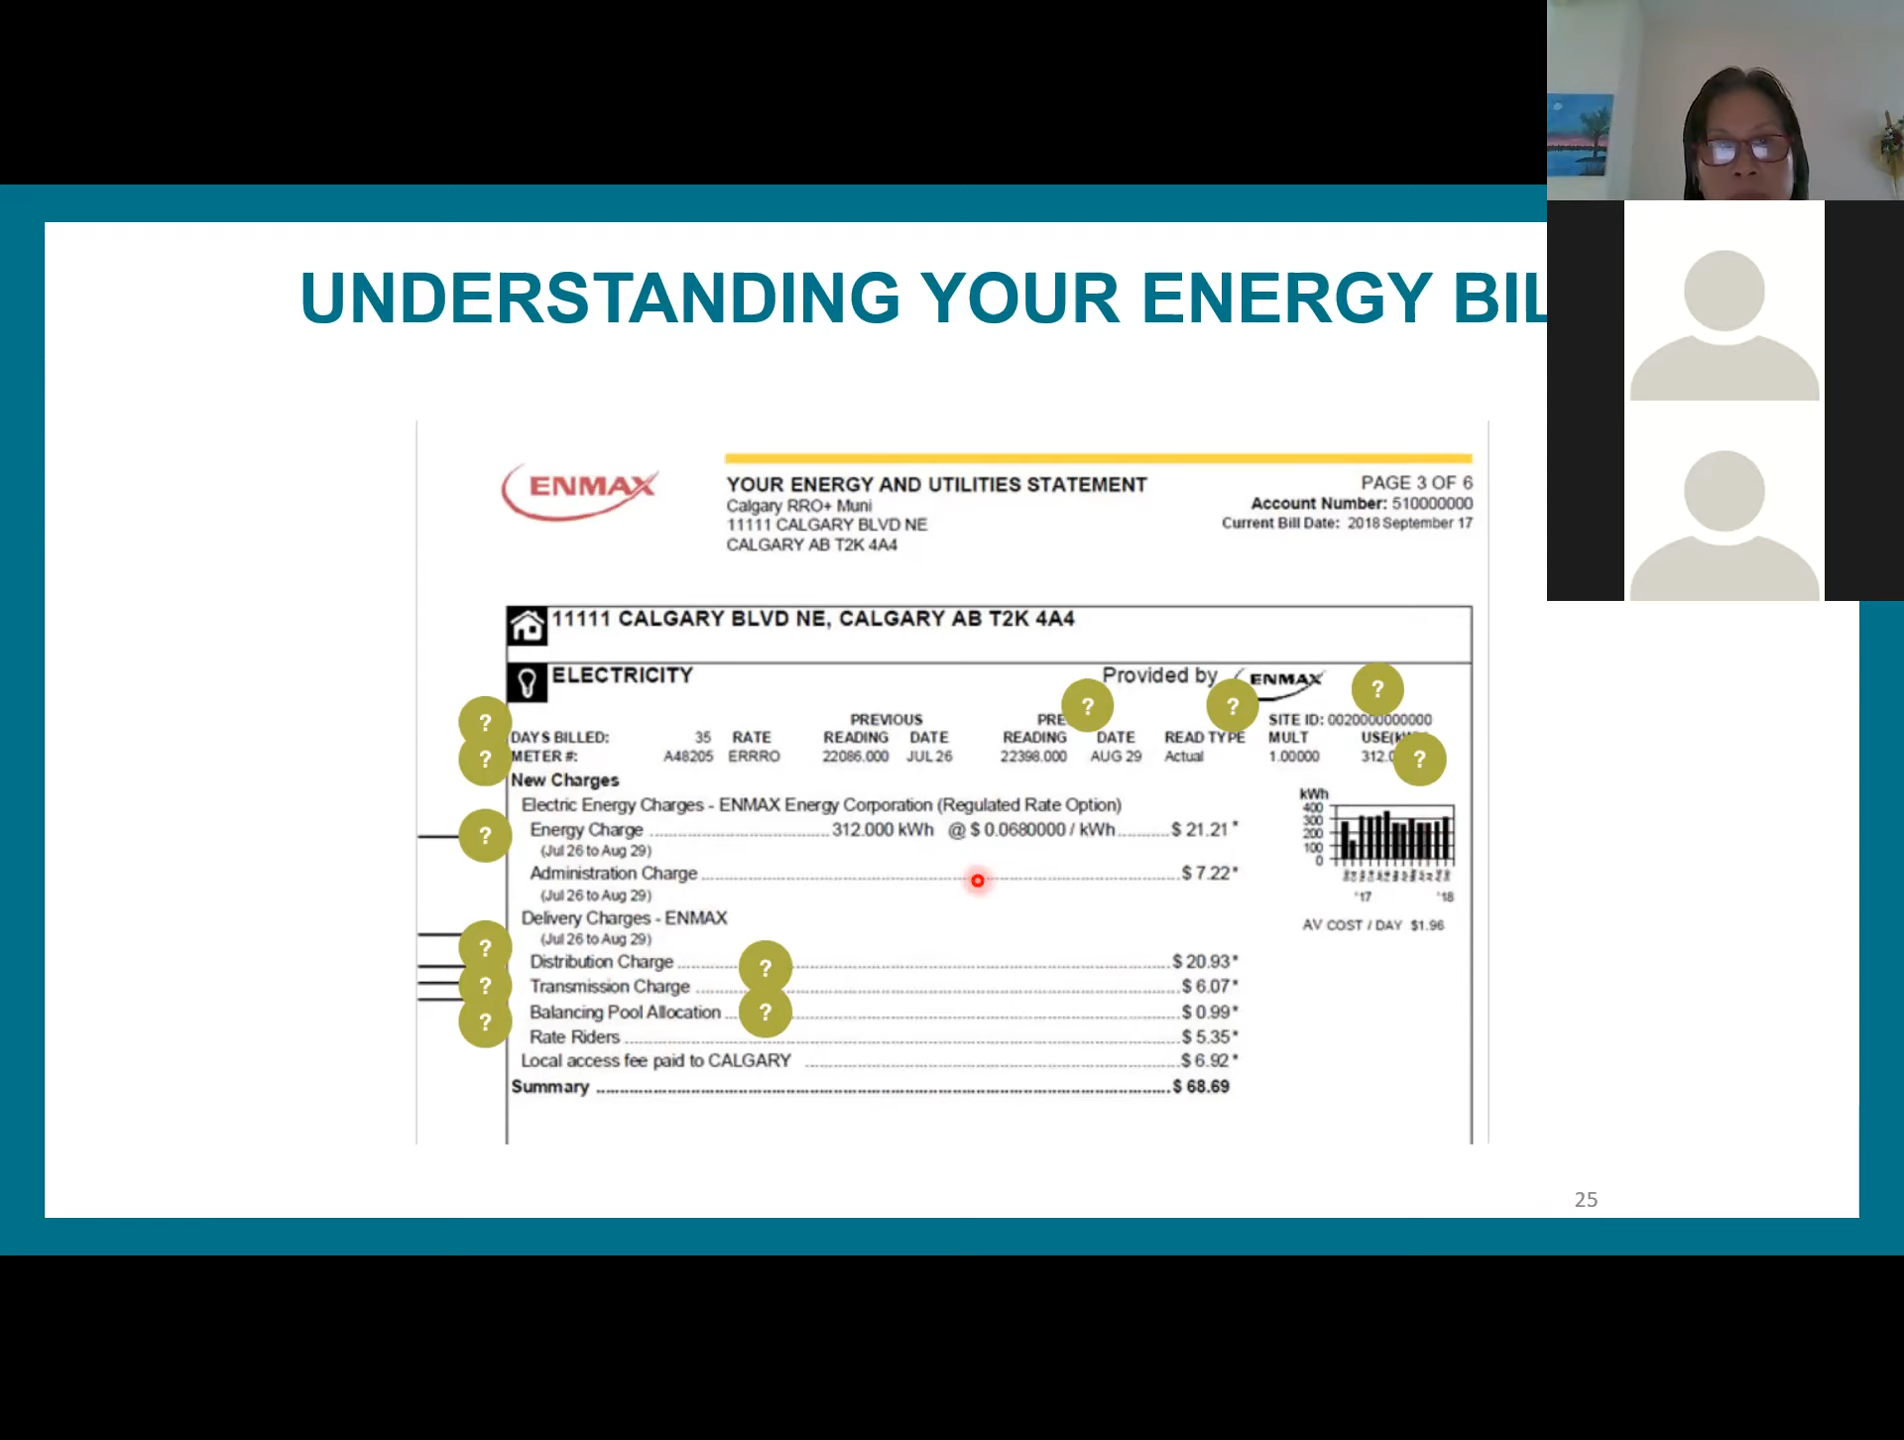 UNDERSTANDING YOUR ENERGY BIL
ENMAX
YOUR ENERGY AND UTILITIES STATEMENT
Calgary RRO+ Muni
11111 CALGARY BLVD NE
CALGARY AB T2K 4A4
PAGE 3 OF 6
Account Number: 510000000
Current Bill Date: 2018 September 17
11111 CALGARY BLVD NE, CALGARY AB T2K 4A4
ELECTRICITY
Provided by ENMAX ?
? ? ?
PREVIOUS PRE SITE ID: 0020000000000
DAYS BILLED: 35 RATE READING DATE READING DATE READ TYPE MULT USE(k
? METER #: A48205 ERRRO 22086.000 JUL 26 22398.000 AUG 29 Actual 1.00000 312.0 ?
New Charges
Electric Energy Charges - ENMAX Energy Corporation (Regulated Rate Option)
? Energy Charge 312.000 kWh @ $ 0.0680000 / kWh $ 21.21*
(Jul 26 to Aug 29)
Administration Charge $ 7.22*
(Jul 26 to Aug 29)
Delivery Charges - ENMAX
? (Jul 26 to Aug 29)
Distribution Charge ? $ 20.93*
? Transmission Charge $ 6.07*
? Balancing Pool Allocation ? $ 0.99*
Rate Riders $ 5.35*
Local access fee paid to CALGARY $ 6.92*
Summary $ 68.69
kWh
400
300
200
100
0
'17 '18
AV COST / DAY $1.96
25